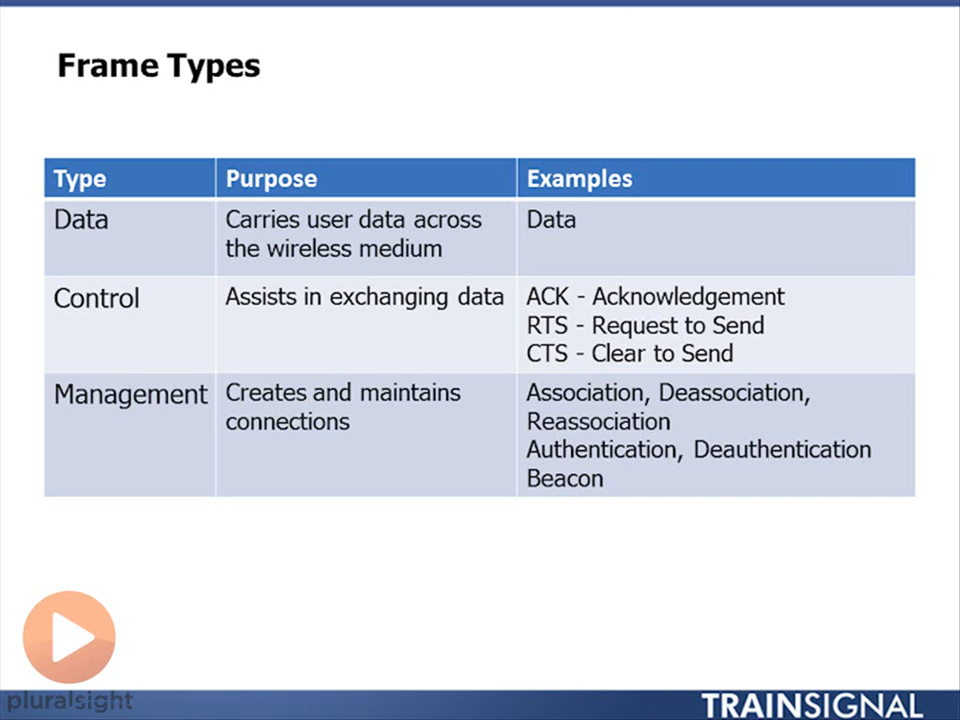 Frame Types
Type Purpose Examples
Data Carries user data across Data
the wireless medium
Control Assists in exchanging data ACK - Acknowledgement
RTS - Request to Send
CTS - Clear to Send
Management Creates and maintains Association, Deassociation,
connections Reassociation
Authentication, Deauthentication
Beacon
pluralsight
TRAINSIGNAL